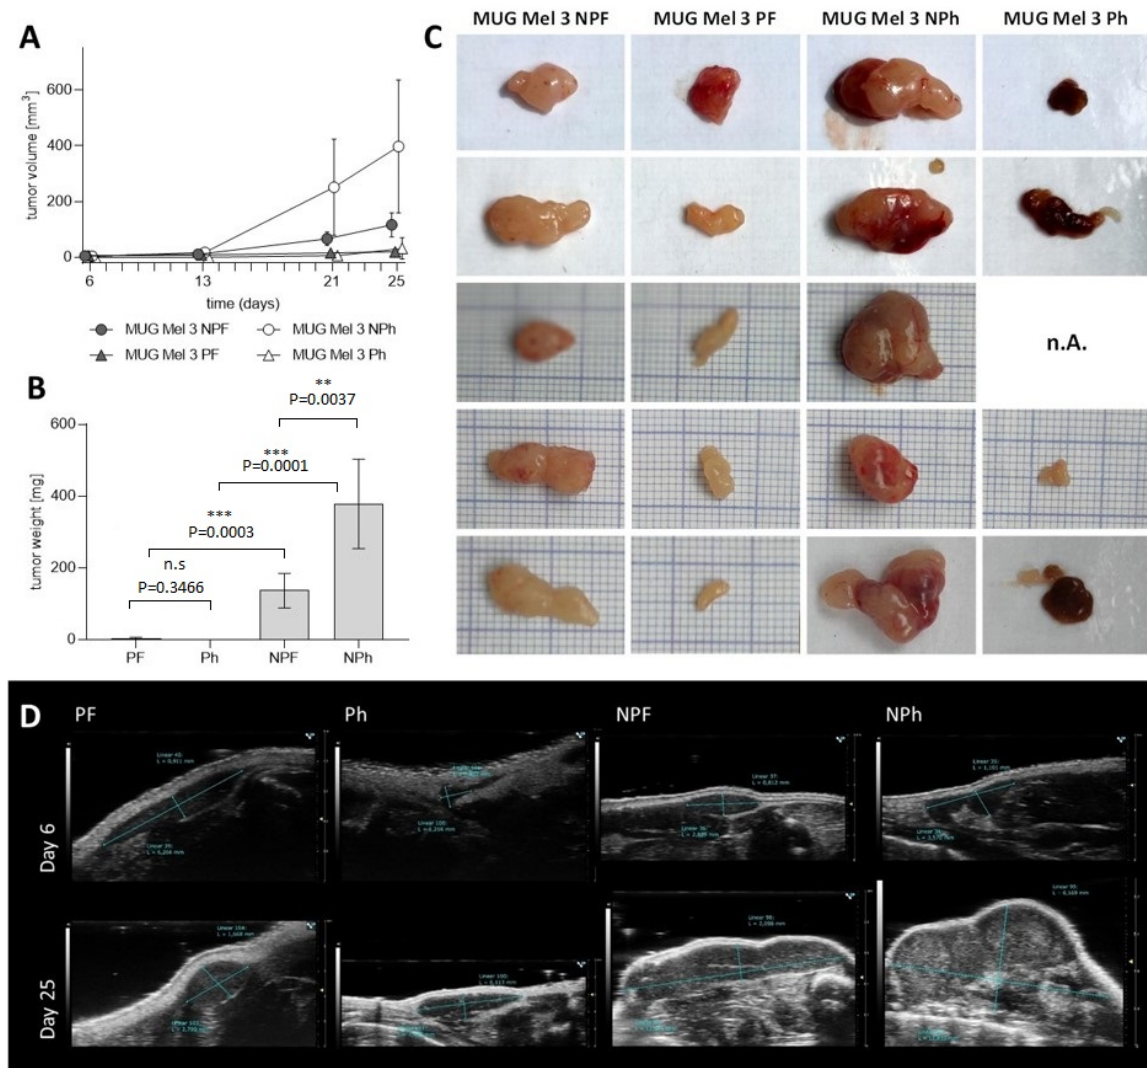 A
tumor volume [mm³]
600
400
200
0
6 13 21 25
time (days)
MUG Mel 3 NPF MUG Mel 3 NPh
MUG Mel 3 PF MUG Mel 3 Ph
B
tumor weight [mg]
600
400
200
0
**
P=0.0037
***
P=0.0001
***
P=0.0003
n.s
P=0.3466
PF Ph NPF NPh
C
MUG Mel 3 NPF MUG Mel 3 PF MUG Mel 3 NPh MUG Mel 3 Ph
n.A.
D
PF Ph NPF NPh
Day 6
Day 25